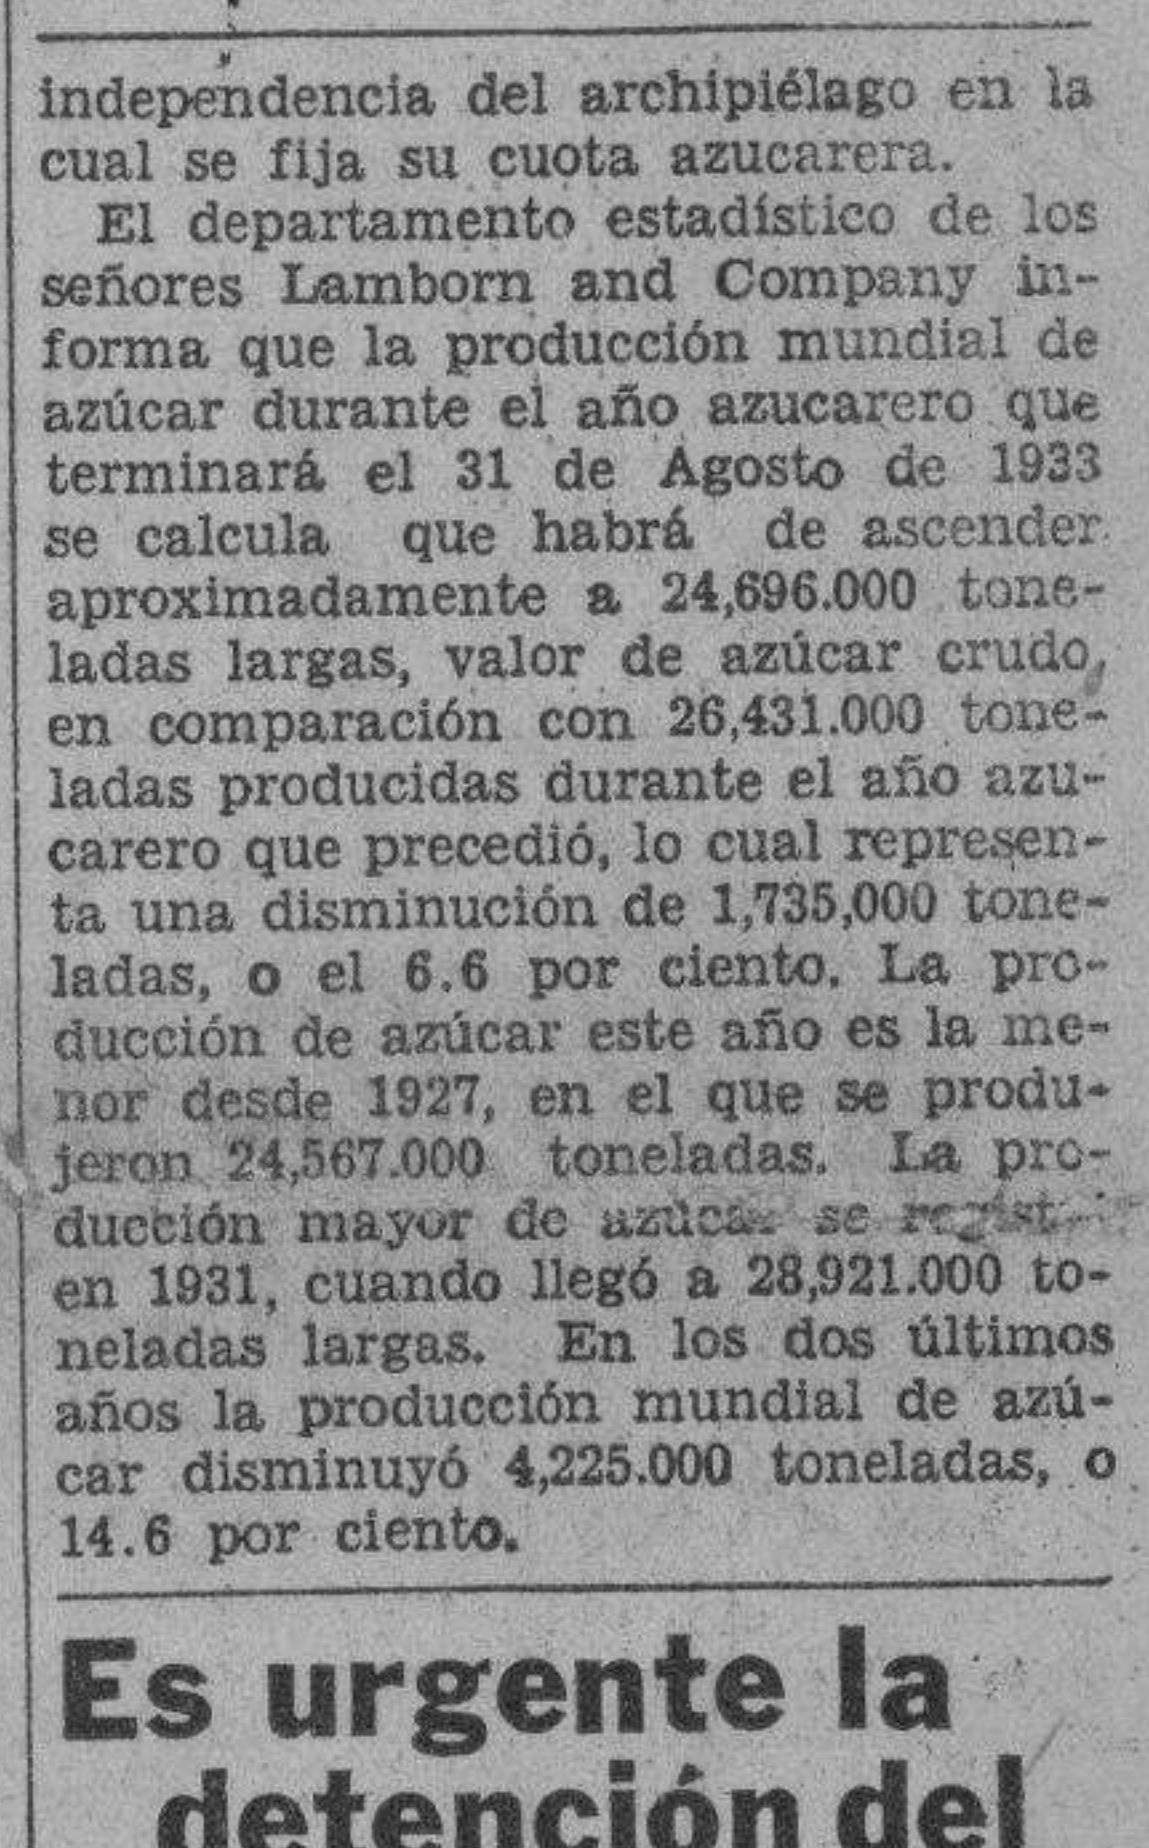 independencia del archipiélago en la
cual se fija su cuota azucarera.
El departamento estadístico de los
señores Lamborn and Company in-
forma que la producción mundial de
azúcar durante el año azucarero que
terminará el 31 de Agosto de 1933
se calcula que habrá de ascender
aproximadamente a 24,696.000 tone-
ladas largas, valor de azúcar crudo,
en comparación con 26,431.000 tone-
ladas producidas durante el año azu-
carero que precedió, lo cual represen-
ta una disminución de 1,735,000 tone-
ladas, o el 6.6 por ciento. La pro-
ducción de azúcar este año es la me-
nor desde 1927, en el que se produ-
jeron 24,567.000 toneladas. La pro-
ducción mayor de azúcar se
en 1931, cuando llegó a 28,921.000 to-
neladas largas. En los dos últimos
años la producción mundial de azú-
car disminuyó 4,225.000 toneladas, o
14.6 por ciento.
Es urgente la
detención del